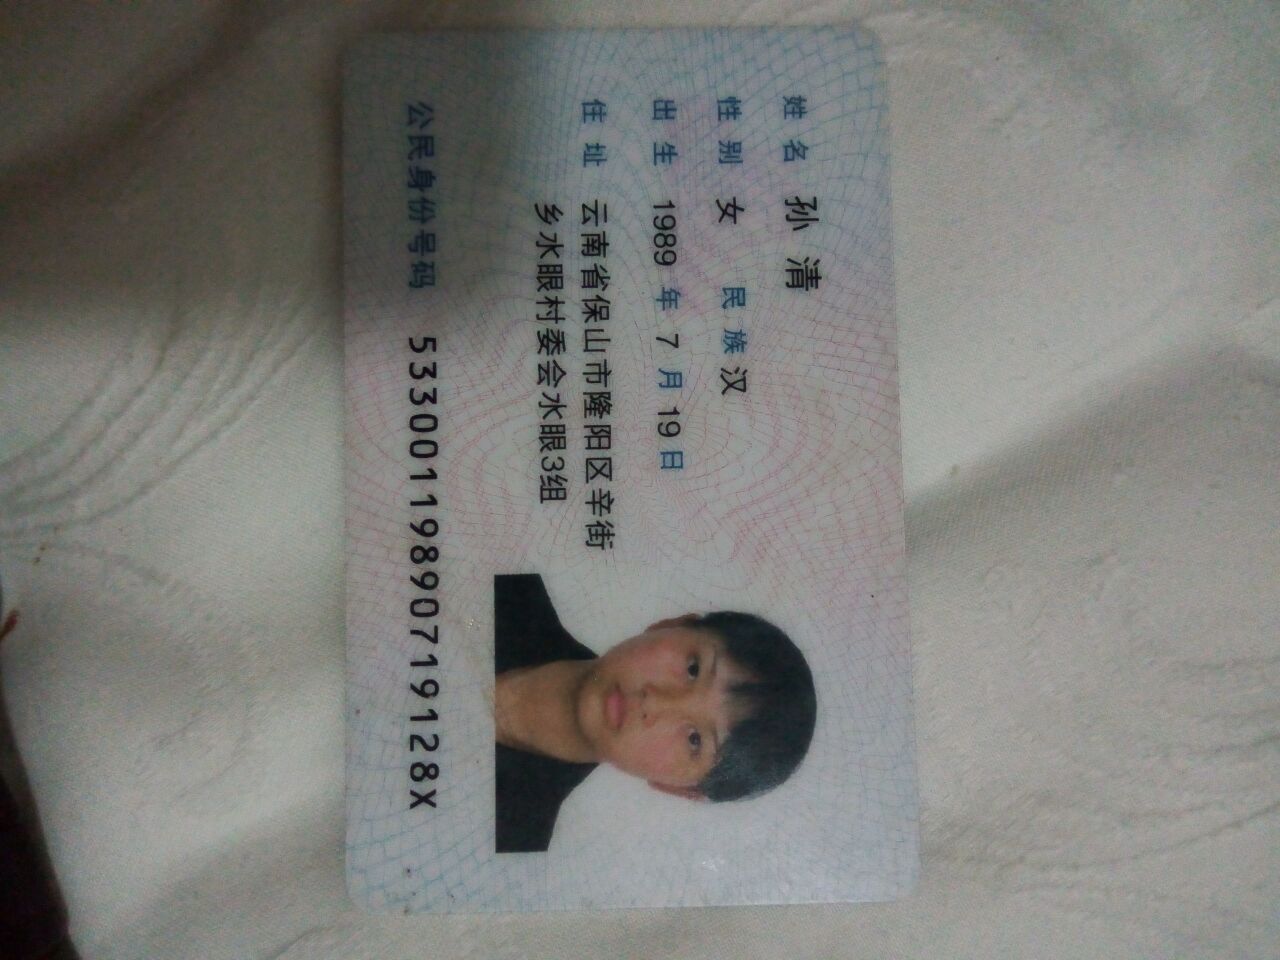 姓名 孙清
性别 女 民族 汉
出生 1989 年 7 月 19 日
住址 云南省保山市隆阳区辛街
乡水眼村委会水眼3组
公民身份号码 53300119890719128X